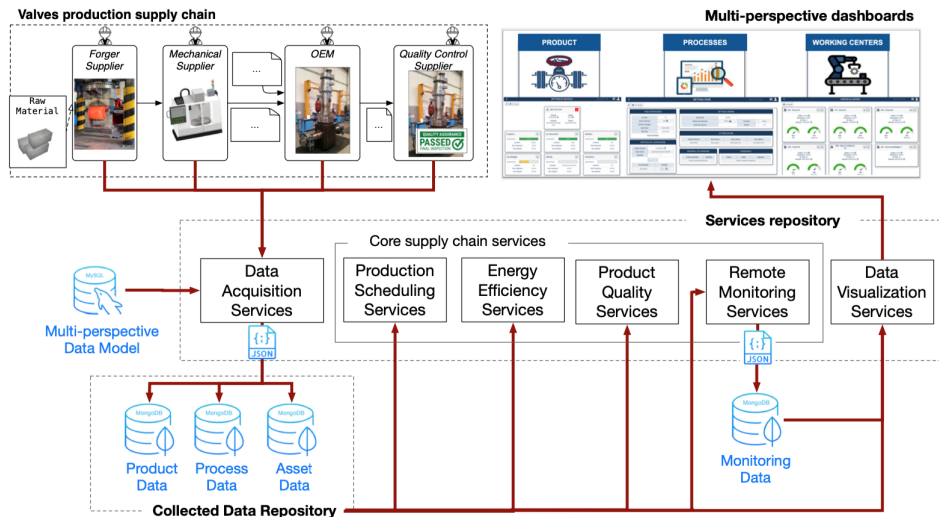 Valves production supply chain
Multi-perspective dashboards
Forger
Supplier
Mechanical
Supplier
OEM
Quality Control
Supplier
Raw
Material
...
...
...
QUALITY ASSURANCE
PASSED
FINAL INSPECTION
PRODUCT
PROCESSES
WORKING CENTERS
Services repository
Core supply chain services
Data
Acquisition
Services
Production
Scheduling
Services
Energy
Efficiency
Services
Product
Quality
Services
Remote
Monitoring
Services
Data
Visualization
Services
MySQL
Multi-perspective
Data Model
{;}
JSON
{;}
JSON
MongoDB
MongoDB
MongoDB
MongoDB
Product
Data
Process
Data
Asset
Data
Monitoring
Data
Collected Data Repository